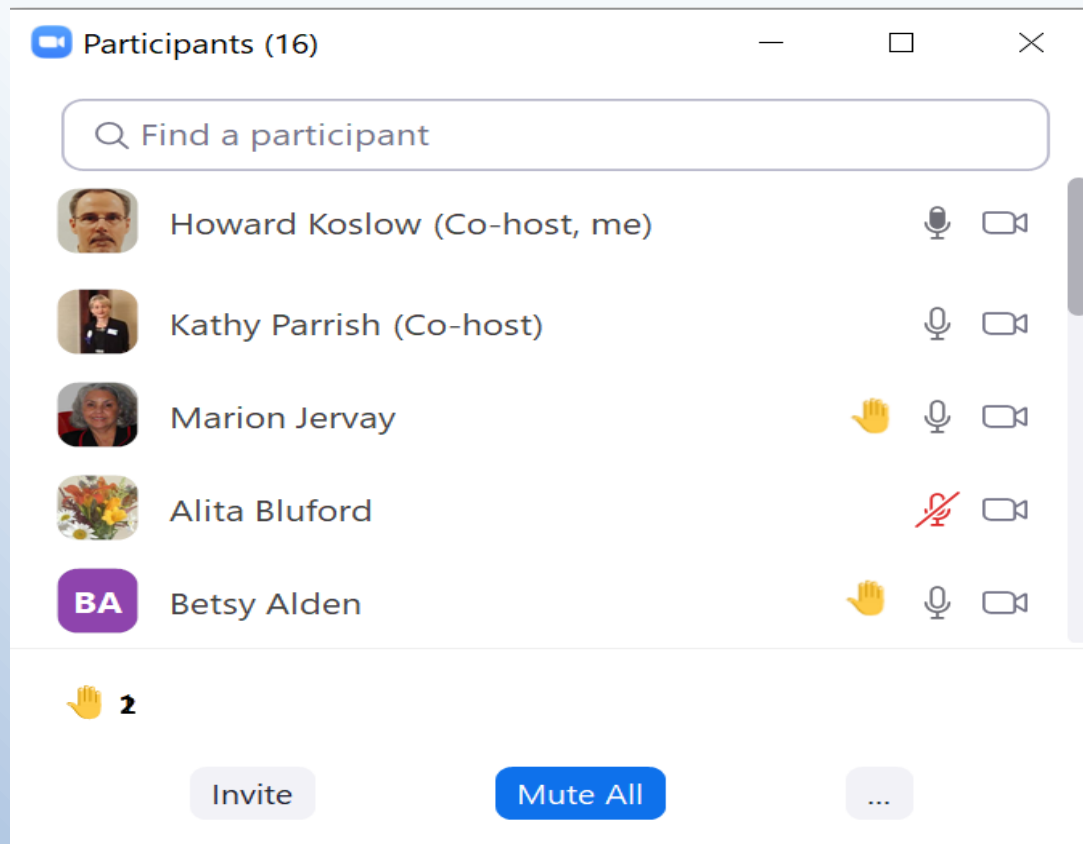 Participants (16)
Find a participant
Howard Koslow (Co-host, me)
Kathy Parrish (Co-host)
Marion Jervay
Alita Bluford
BA Betsy Alden
Invite
Mute All
...